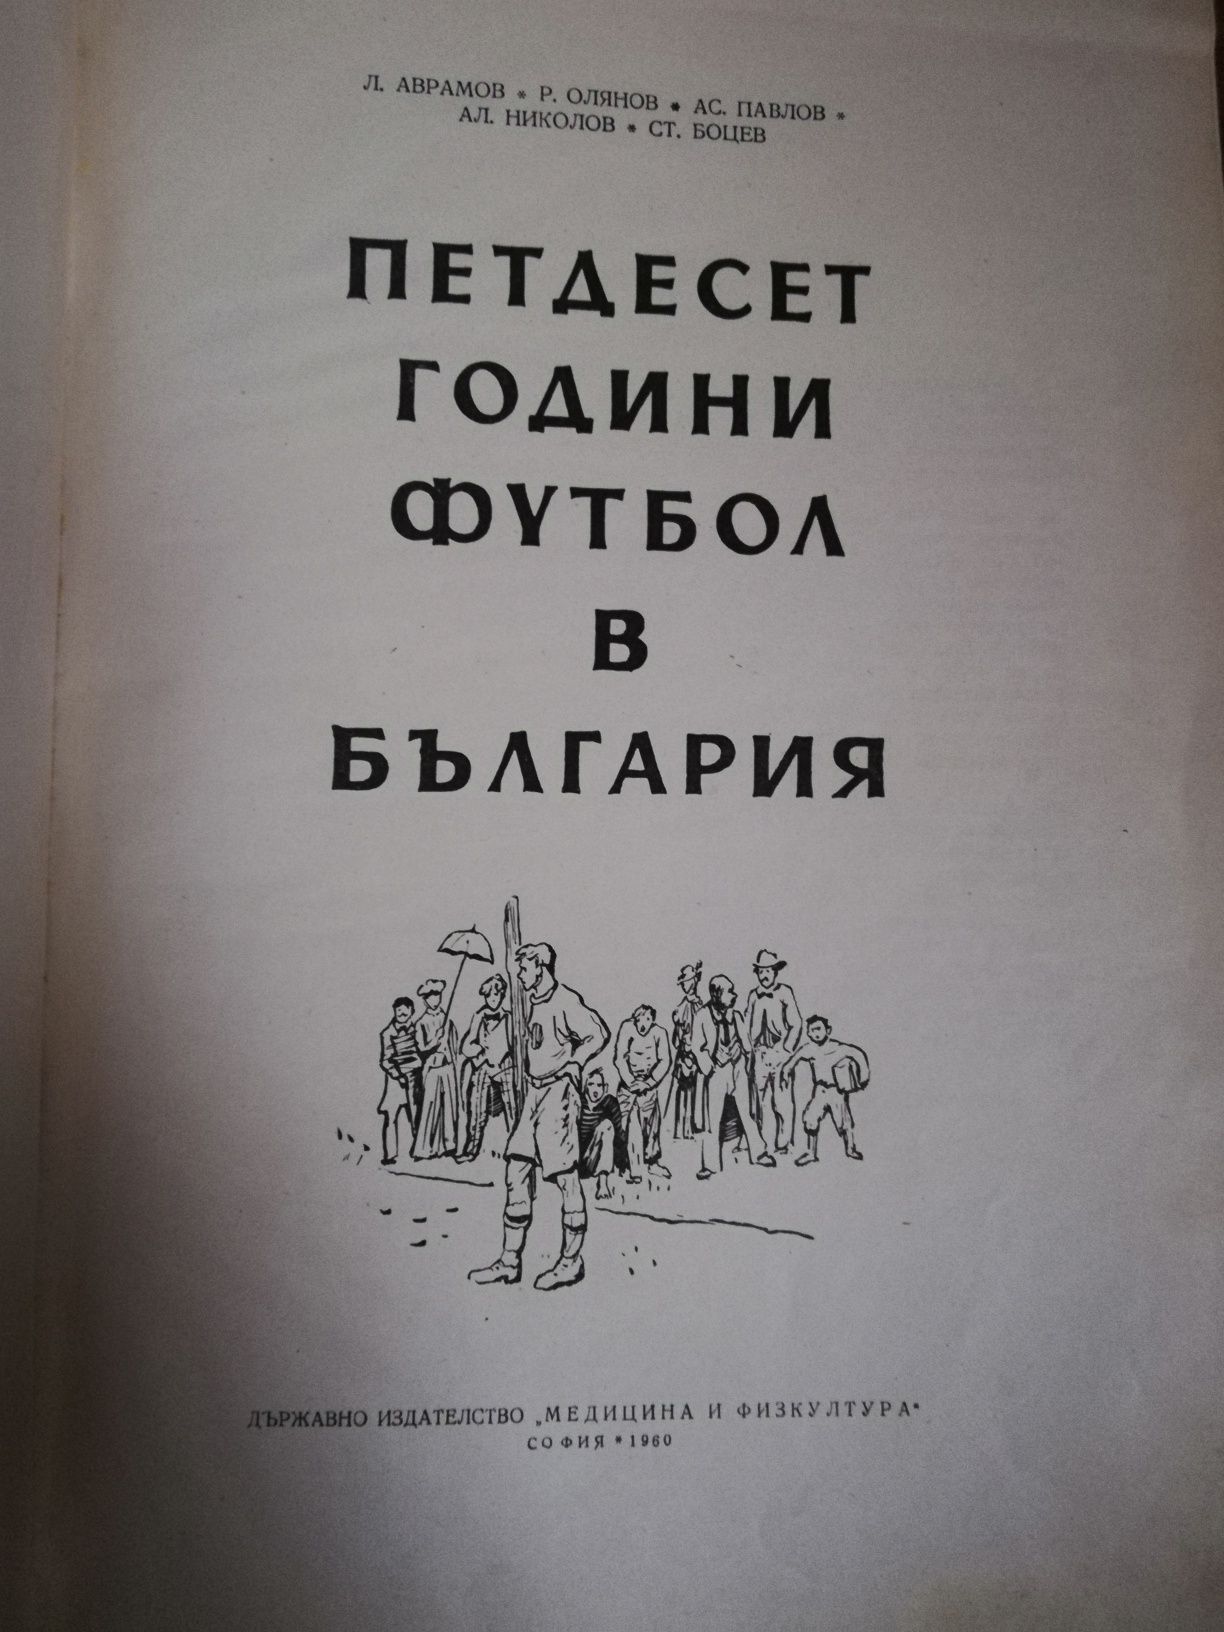 Л. АВРАМОВ * Р. ОЛЯНОВ * АС. ПАВЛОВ *
АЛ. НИКОЛОВ * СТ. БОЦЕВ
ПЕТДЕСЕТ
ГОДИНИ
ФУТБОЛ
В
БЪЛГАРИЯ
ДЪРЖАВНО ИЗДАТЕЛСТВО „МЕДИЦИНА И ФИЗКУЛТУРА"
СОФИЯ * 1960